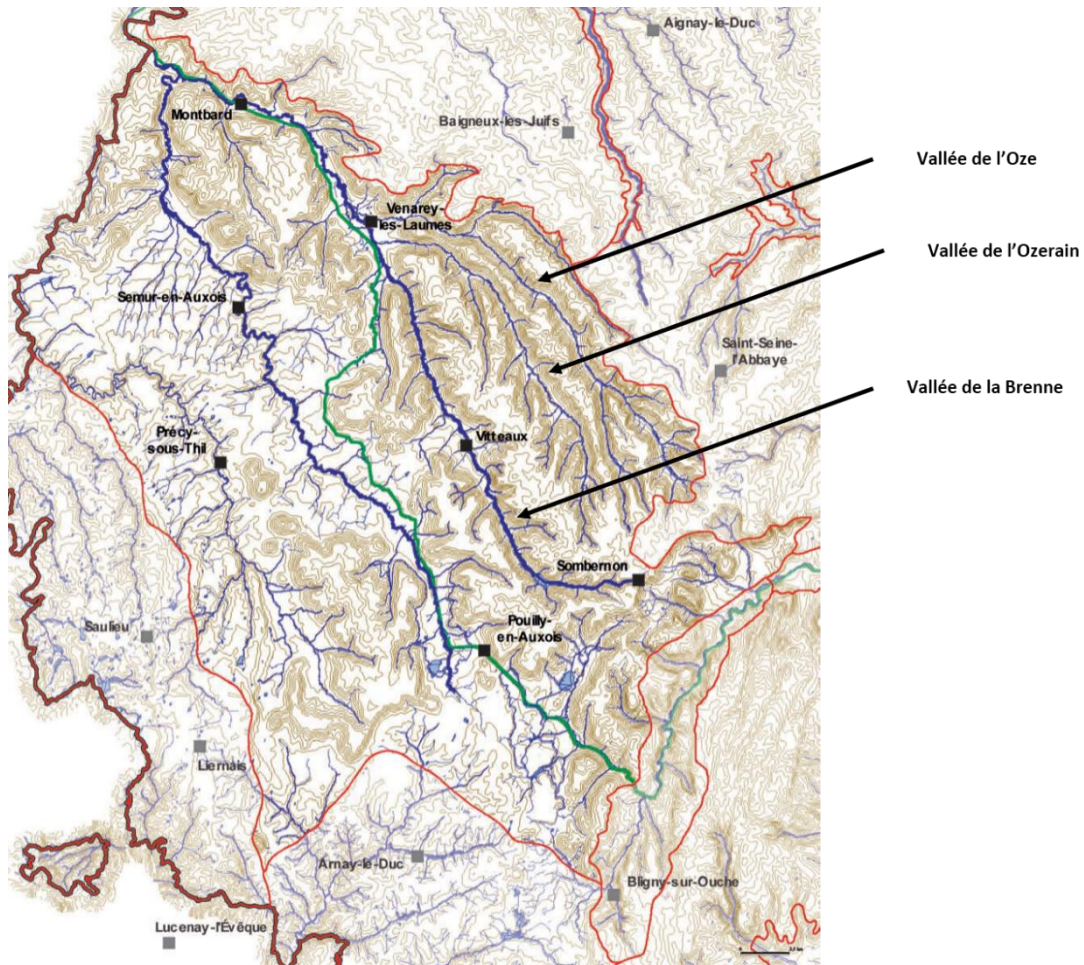 Aignay-le-Duc
Montbard
Baigneux-les-Juifs
Vallée de l’Oze
Venarey-
les-Laumes
Vallée de l’Ozerain
Semur-en-Auxois
Saint-Seine-
l'Abbaye
Vallée de la Brenne
Précy-
sous-Thil
Vitteaux
Sombernon
Saulieu
Pouilly-
en-Auxois
Liernais
Arnay-le-Duc
Bligny-sur-Ouche
Lucenay-l'Évêque